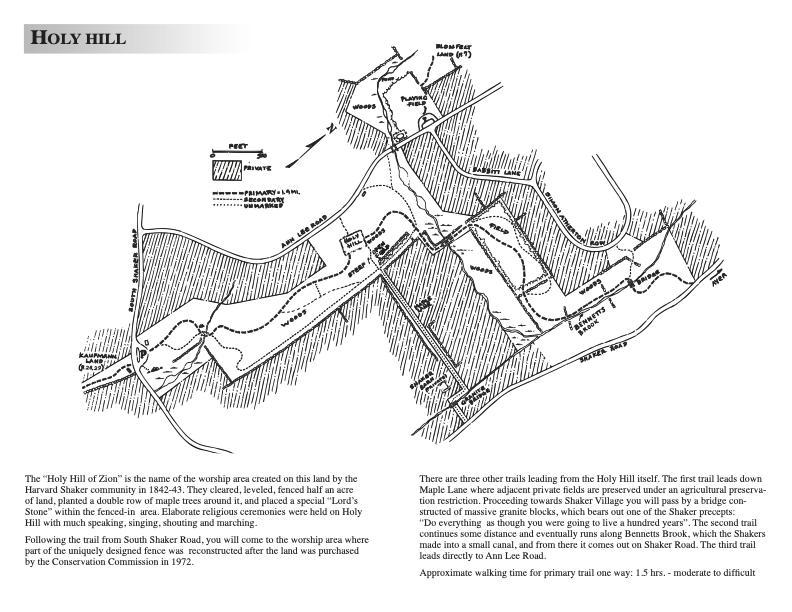 HOLY HILL
BLOMFELT
LAND (P.7)
POND
WOODS
PLAYING
FIELD
N
FEET
0
PRIVATE
PRIMARY = 1.9 MI.
SECONDARY
UNMARKED
BABBITT LANE
SIMON ATHERTON
ROW
ANN LEE ROAD
SOUTH SHAKER ROAD
HOLY
HILL
WOODS
STEEP
FIELD
WOODS
WOODS
BRIDGE
AYER
WOODS
BENNETTS
BROOK
SHAKER ROAD
KAUFMANN
LAND
P
SHAKER
GRANITE
BRIDGE
The “Holy Hill of Zion” is the name of the worship area created on this land by the
Harvard Shaker community in 1842-43. They cleared, leveled, fenced half an acre
of land, planted a double row of maple trees around it, and placed a special “Lord’s
Stone” within the fenced-in area. Elaborate religious ceremonies were held on Holy
Hill with much speaking, singing, shouting and marching.
Following the trail from South Shaker Road, you will come to the worship area where
part of the uniquely designed fence was reconstructed after the land was purchased
by the Conservation Commission in 1972.
There are three other trails leading from the Holy Hill itself. The first trail leads down
Maple Lane where adjacent private fields are preserved under an agricultural preserva-
tion restriction. Proceeding towards Shaker Village you will pass by a bridge con-
structed of massive granite blocks, which bears out one of the Shaker precepts:
“Do everything as though you were going to live a hundred years”. The second trail
continues some distance and eventually runs along Bennetts Brook, which the Shakers
made into a small canal, and from there it comes out on Shaker Road. The third trail
leads directly to Ann Lee Road.
Approximate walking time for primary trail one way: 1.5 hrs. - moderate to difficult